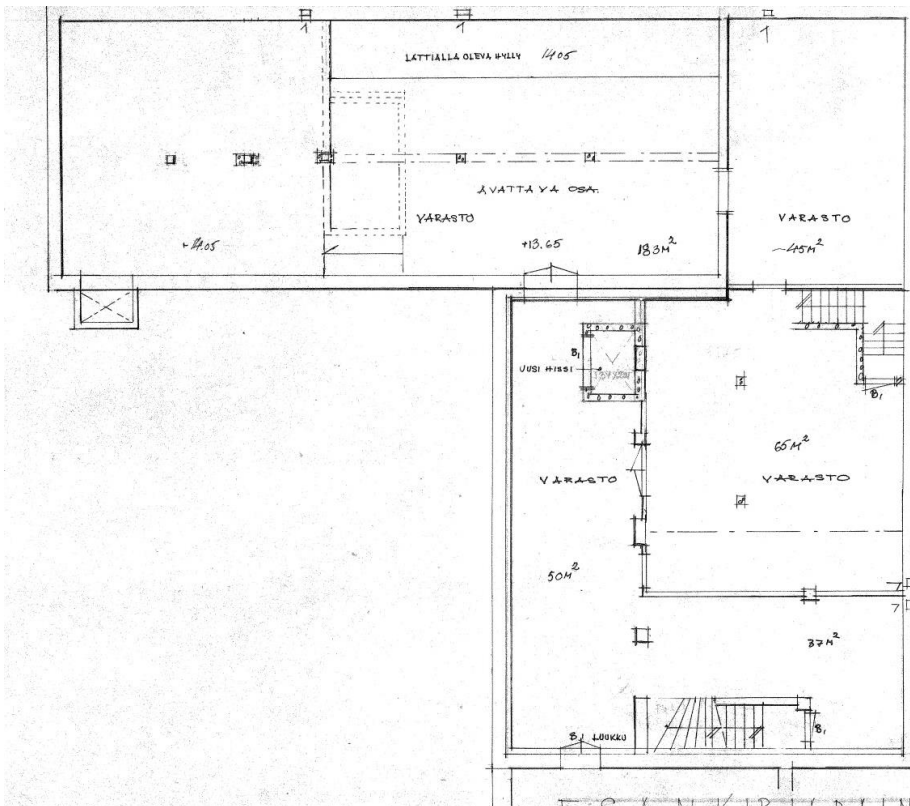 LATTIALLA OLEVA HYLLY 14.05
AVATTAVA OSA.
VARASTO
VARASTO
+14.05
+13.65
183M²
~45M²
B1
UUSI HISSI
B1
65M²
VARASTO
VARASTO
50M²
37M²
B1 LUUKKU
B1